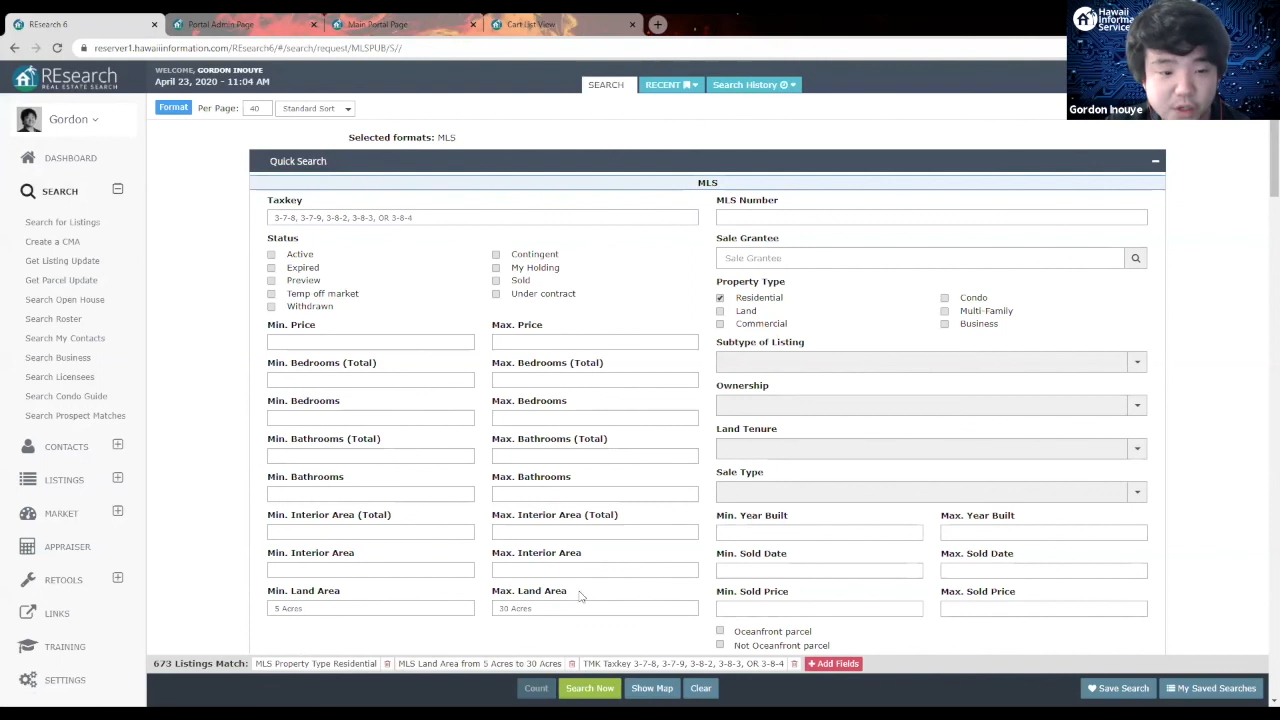 REsearch 6
Portal Admin Page
Main Portal Page
Cart List View
reserver1.hawaiiinformation.com/REsearch6/#/search/request/MLSPUB/S//
Hawaii
Informa
Service
Gordon Inouye
REsearch
REAL ESTATE SEARCH
WELCOME, GORDON INOUYE
April 23, 2020 - 11:04 AM
SEARCH
RECENT
Search History
Gordon
DASHBOARD
SEARCH
Search for Listings
Create a CMA
Get Listing Update
Get Parcel Update
Search Open House
Search Roster
Search My Contacts
Search Business
Search Licensees
Search Condo Guide
Search Prospect Matches
CONTACTS
LISTINGS
MARKET
APPRAISER
RETOOLS
LINKS
TRAINING
SETTINGS
Format Per Page: 40 Standard Sort
Selected formats: MLS
Quick Search
MLS
Taxkey
3-7-8, 3-7-9, 3-8-2, 3-8-3, OR 3-8-4
Status
Active Contingent
Expired My Holding
Preview Sold
Temp off market Under contract
Withdrawn
Min. Price Max. Price
Min. Bedrooms (Total) Max. Bedrooms (Total)
Min. Bedrooms Max. Bedrooms
Min. Bathrooms (Total) Max. Bathrooms (Total)
Min. Bathrooms Max. Bathrooms
Min. Interior Area (Total) Max. Interior Area (Total)
Min. Interior Area Max. Interior Area
Min. Land Area Max. Land Area
5 Acres 30 Acres
MLS Number
Sale Grantee
Sale Grantee
Property Type
Residential Condo
Land Multi-Family
Commercial Business
Subtype of Listing
Ownership
Land Tenure
Sale Type
Min. Year Built Max. Year Built
Min. Sold Date Max. Sold Date
Min. Sold Price Max. Sold Price
Oceanfront parcel
Not Oceanfront parcel
673 Listings Match: MLS Property Type Residential MLS Land Area from 5 Acres to 30 Acres TMK Taxkey 3-7-8, 3-7-9, 3-8-2, 3-8-3, OR 3-8-4 + Add Fields
Count Search Now Show Map Clear Save Search My Saved Searches